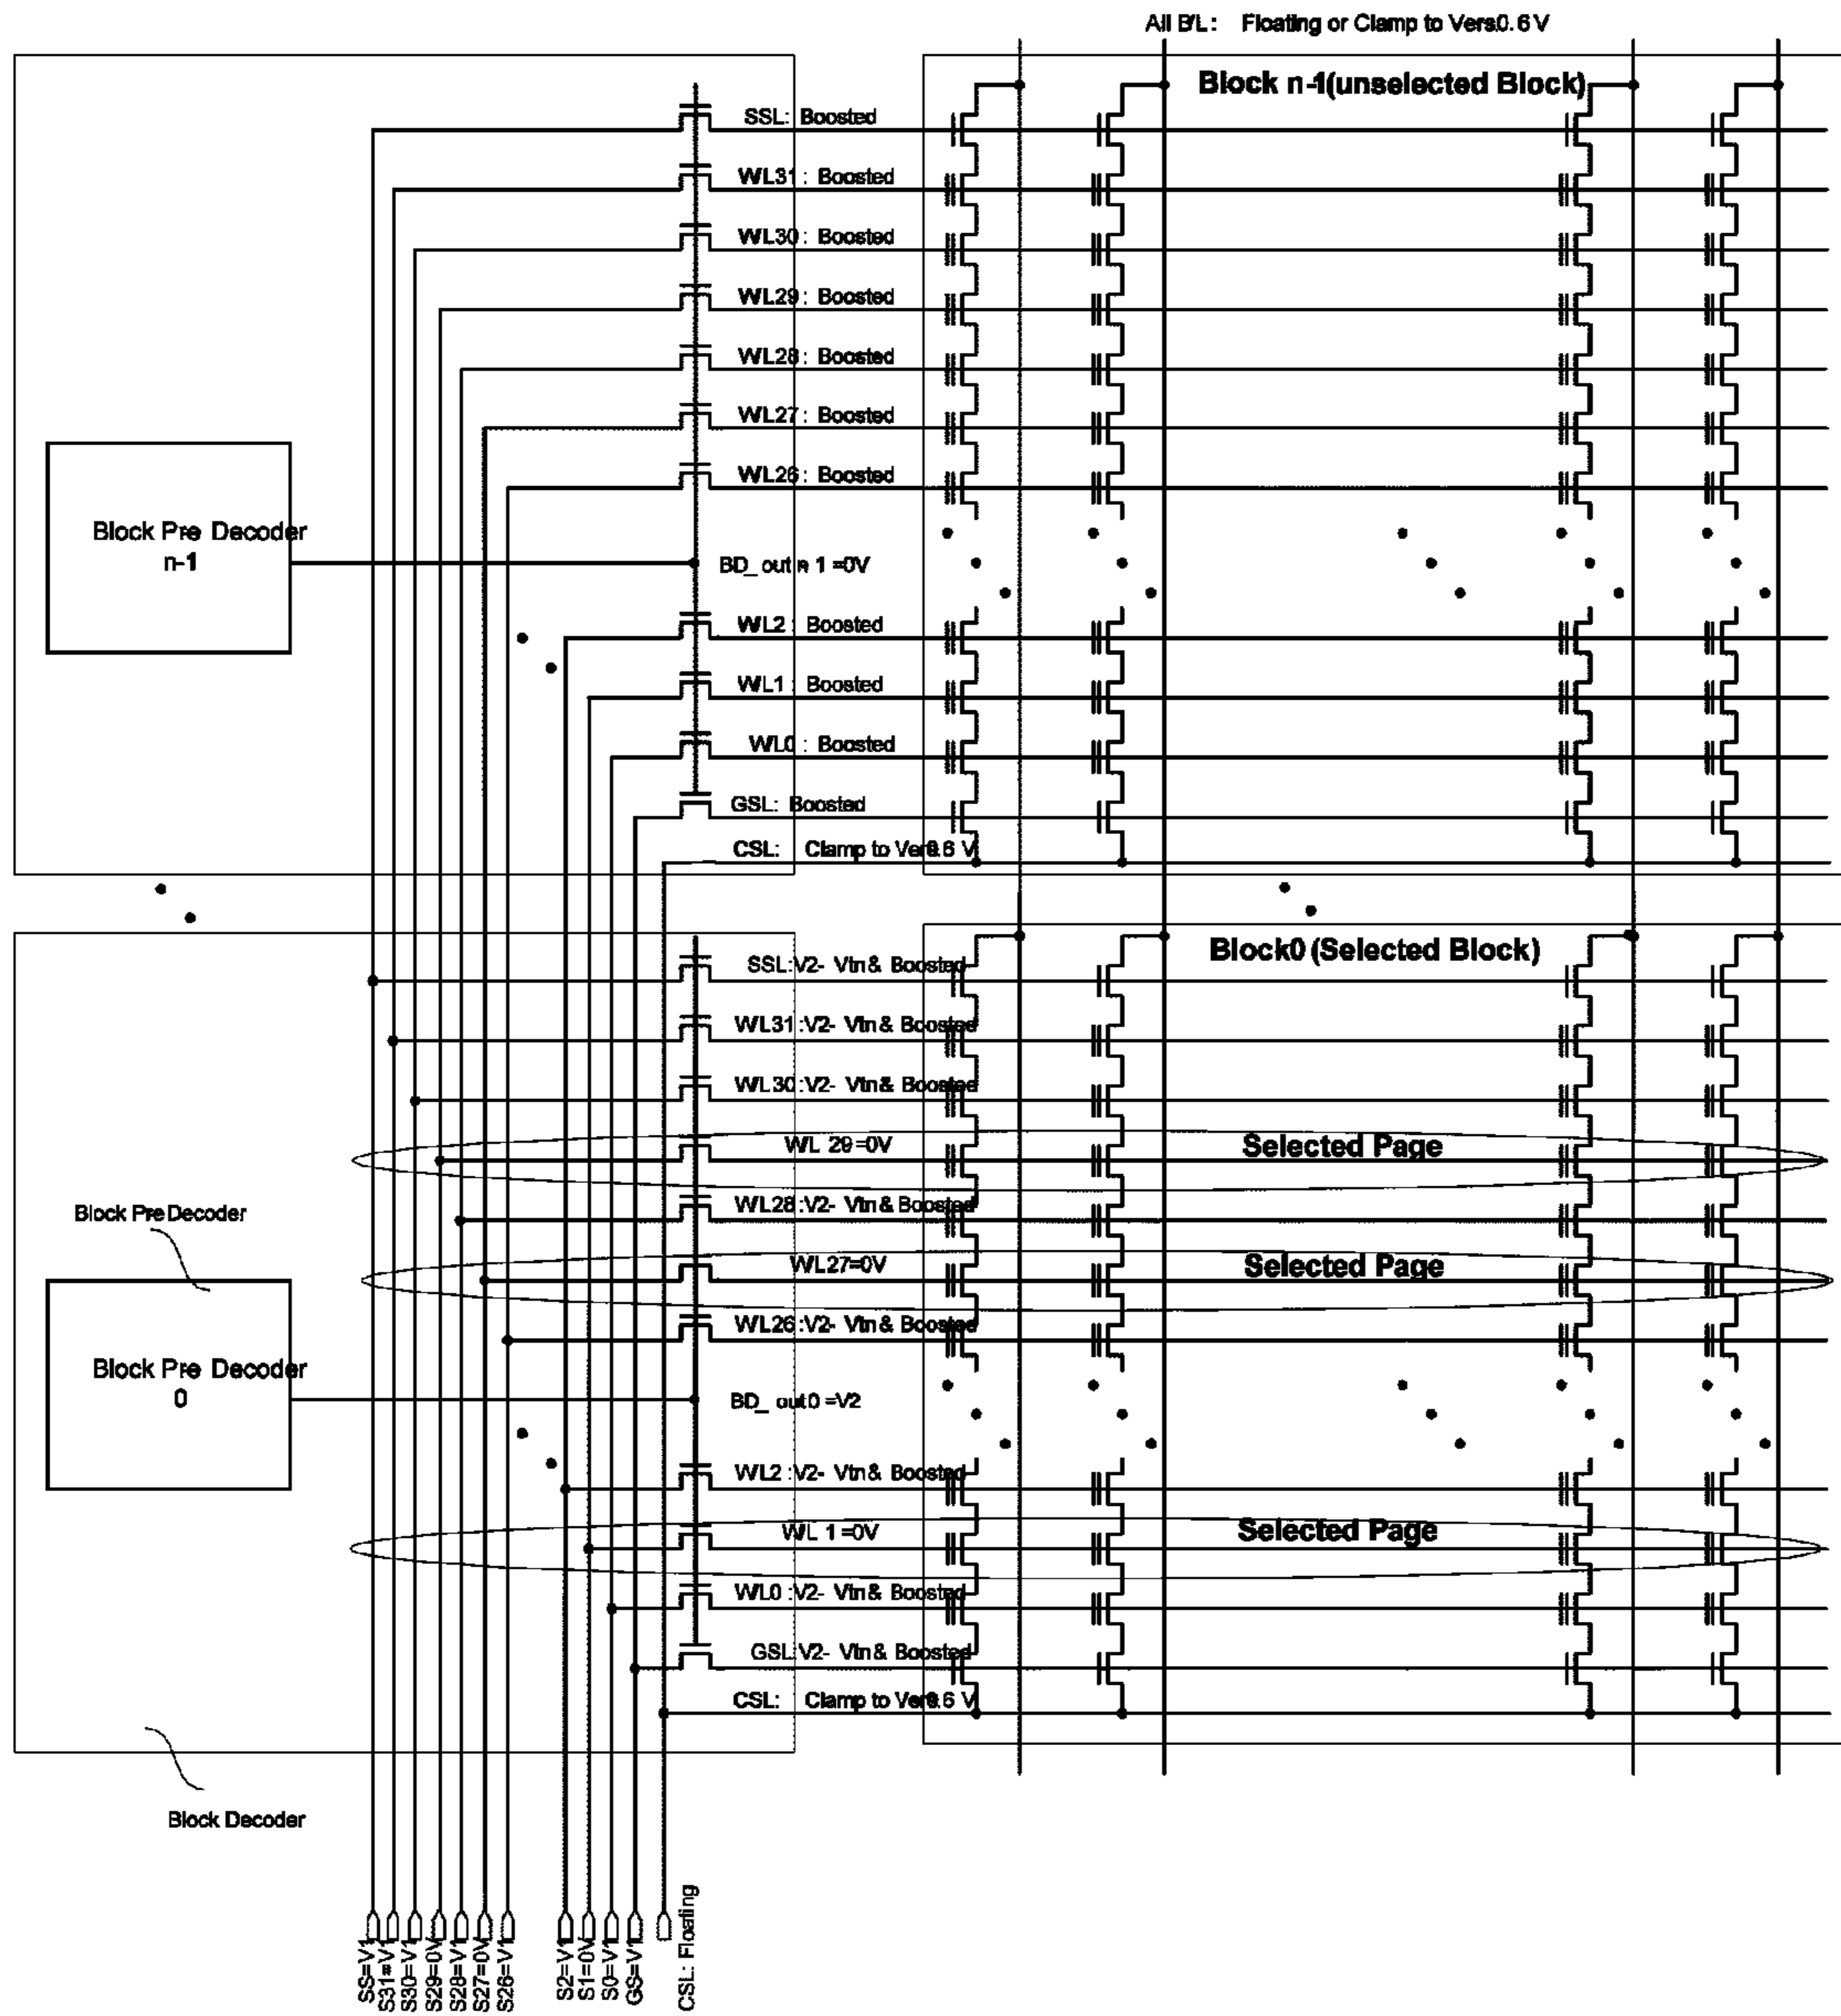 All B/L: Floating or Clamp to Vers0.6 V
Block n-1(unselected Block)
SSL: Boosted
WL31 : Boosted
WL30 : Boosted
WL29 : Boosted
WL28 : Boosted
WL27 : Boosted
WL26 : Boosted
Block Pre Decoder
n-1
BD_ out n 1 =0V
WL2 : Boosted
WL1 : Boosted
WL0 : Boosted
GSL: Boosted
CSL: Clamp to Vers0.6 V
Block0 (Selected Block)
SSL:V2- Vtn & Boosted
WL31 :V2- Vtn & Boosted
WL30 :V2- Vtn & Boosted
WL 29 =0V
Selected Page
WL28 :V2- Vtn & Boosted
Block Pre Decoder
WL27=0V
Selected Page
WL26 :V2- Vtn & Boosted
Block Pre Decoder
0
BD_ out0 =V2
WL2 :V2- Vtn & Boosted
WL 1 =0V
Selected Page
WL0 :V2- Vtn & Boosted
GSL:V2- Vtn & Boosted
CSL: Clamp to Vers0.6 V
Block Decoder
SS=V1
S31=V1
S30=V1
S29=0V
S28=V1
S27=0V
S26=V1
S2=V1
S1=0V
S0=V1
GS=V1
CSL: Floating